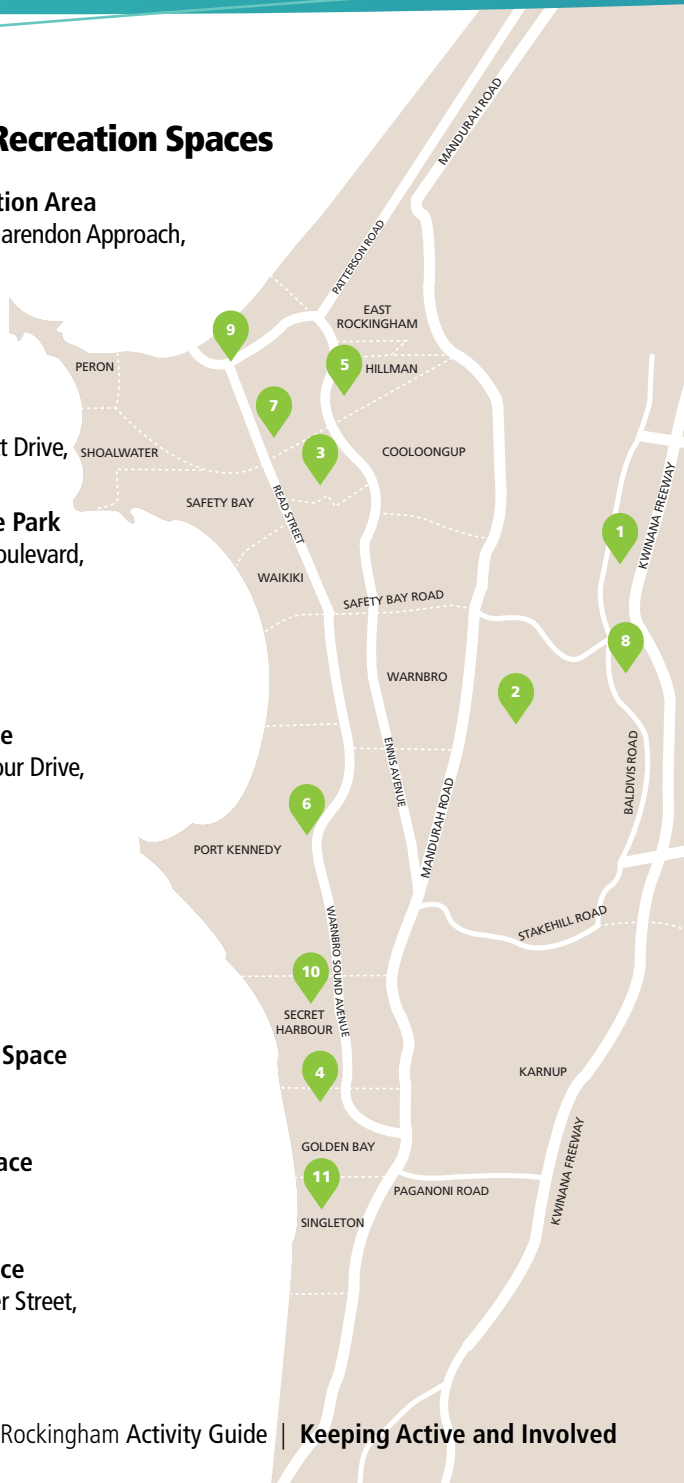 Recreation Spaces
tion Area
arendon Approach,
t Drive,
e Park
oulevard,
e
our Drive,
Space
ace
ce
er Street,
MANDURAH ROAD
PATTERSON ROAD
EAST
ROCKINGHAM
9
PERON
5
HILLMAN
7
SHOALWATER
3
COOLOONGUP
SAFETY BAY
READ STREET
KWINANA FREEWAY
1
WAIKIKI
SAFETY BAY ROAD
8
WARNBRO
2
ENNIS AVENUE
BALDIVIS ROAD
6
MANDURAH ROAD
PORT KENNEDY
WARNBRO SOUND AVENUE
STAKEHILL ROAD
10
SECRET
HARBOUR
4
KARNUP
GOLDEN BAY
11
PAGANONI ROAD
KWINANA FREEWAY
SINGLETON
Rockingham Activity Guide | Keeping Active and Involved